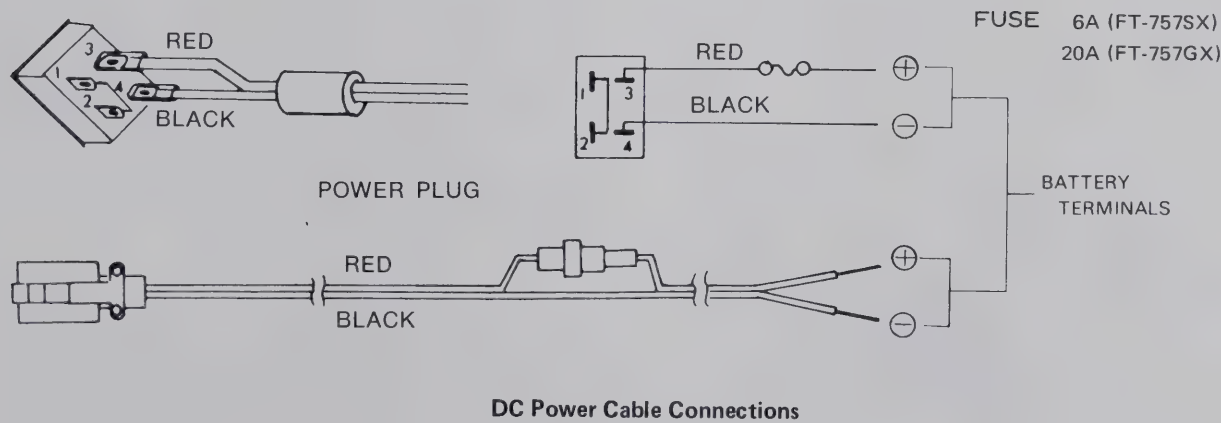 FUSE 6A (FT-757SX)
20A (FT-757GX)
RED
3
1
4
2
BLACK
RED
1
3
2
4
BLACK
+
−
POWER PLUG
BATTERY
TERMINALS
RED
BLACK
+
−
DC Power Cable Connections